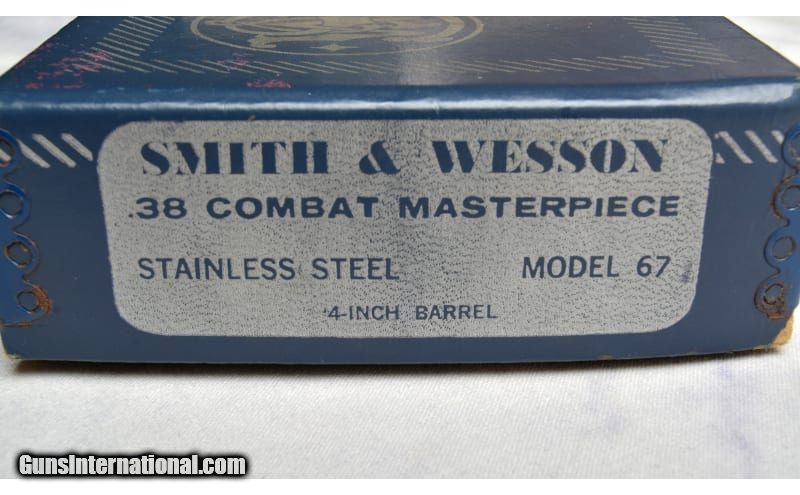 SMITH & WESSON
.38 COMBAT MASTERPIECE
STAINLESS STEEL MODEL 67
4-INCH BARREL
GunsInternational.com